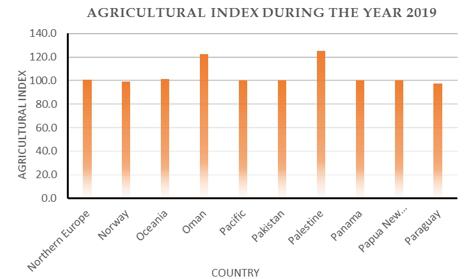 AGRICULTURAL INDEX DURING THE YEAR 2019
140.0
120.0
100.0
80.0
60.0
40.0
20.0
0.0
AGRICULTURAL INDEX
Northern Europe
Norway
Oceania
Oman
Pacific
Pakistan
Palestine
Panama
Papua New...
Paraguay
COUNTRY